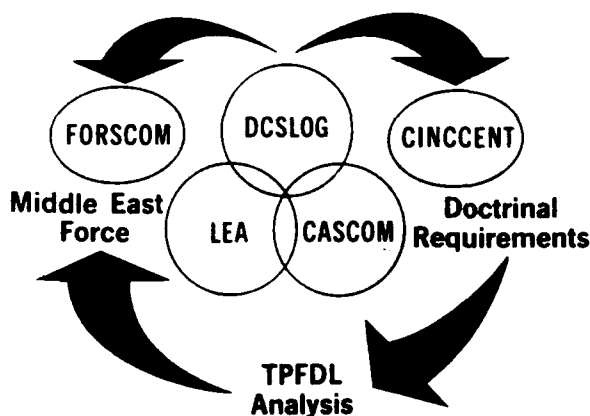 FORSCOM
DCSLOG
CINCCENT
Middle East
Force
LEA
CASCOM
Doctrinal
Requirements
TPFDL
Analysis